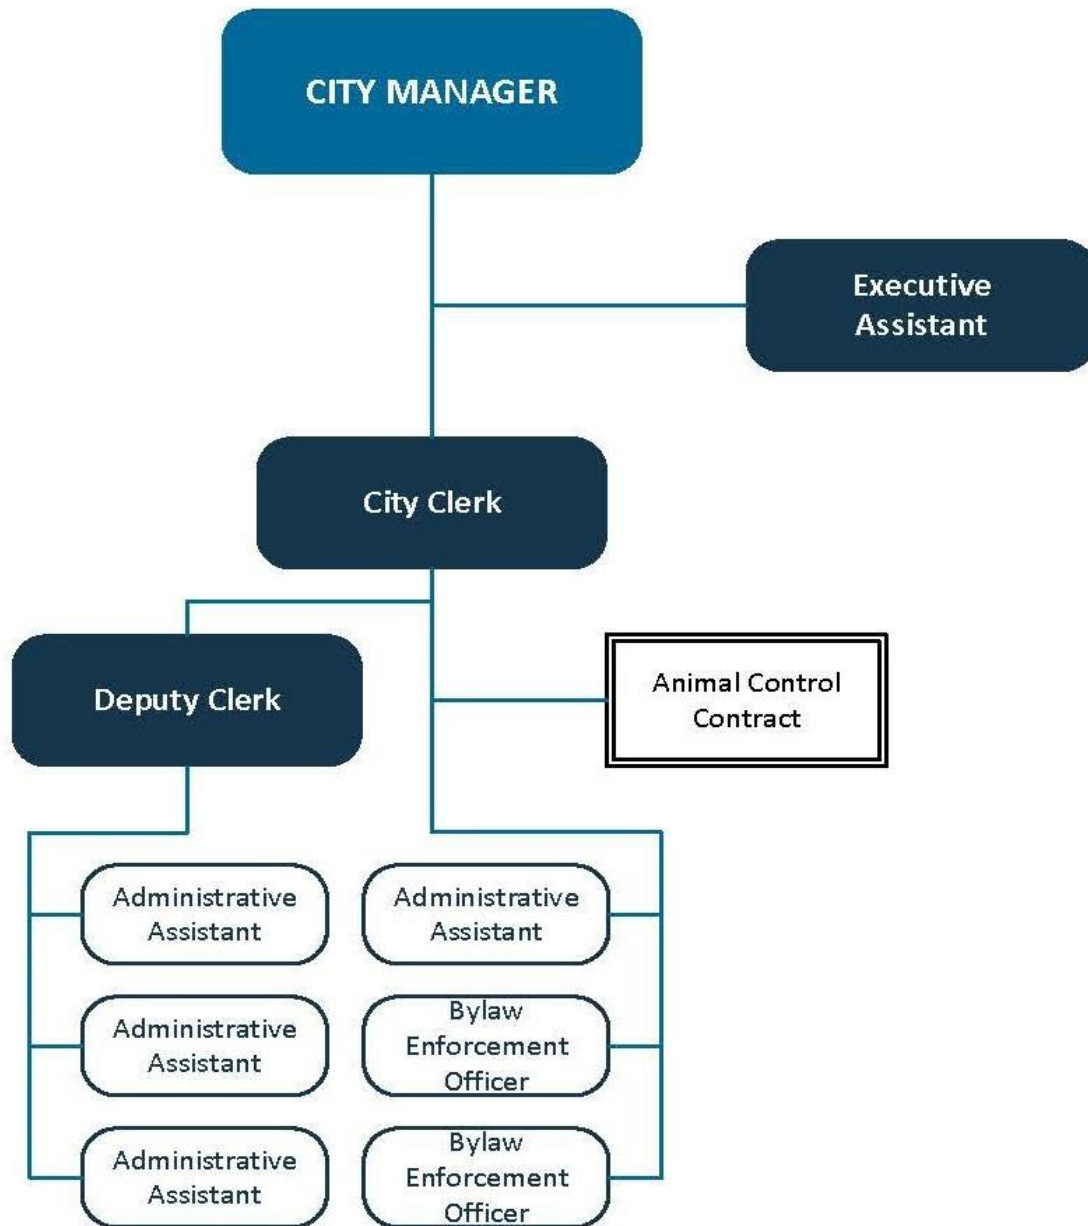 CITY MANAGER
Executive
Assistant
City Clerk
Deputy Clerk
Animal Control
Contract
Administrative
Assistant
Administrative
Assistant
Administrative
Assistant
Bylaw
Enforcement
Officer
Administrative
Assistant
Bylaw
Enforcement
Officer